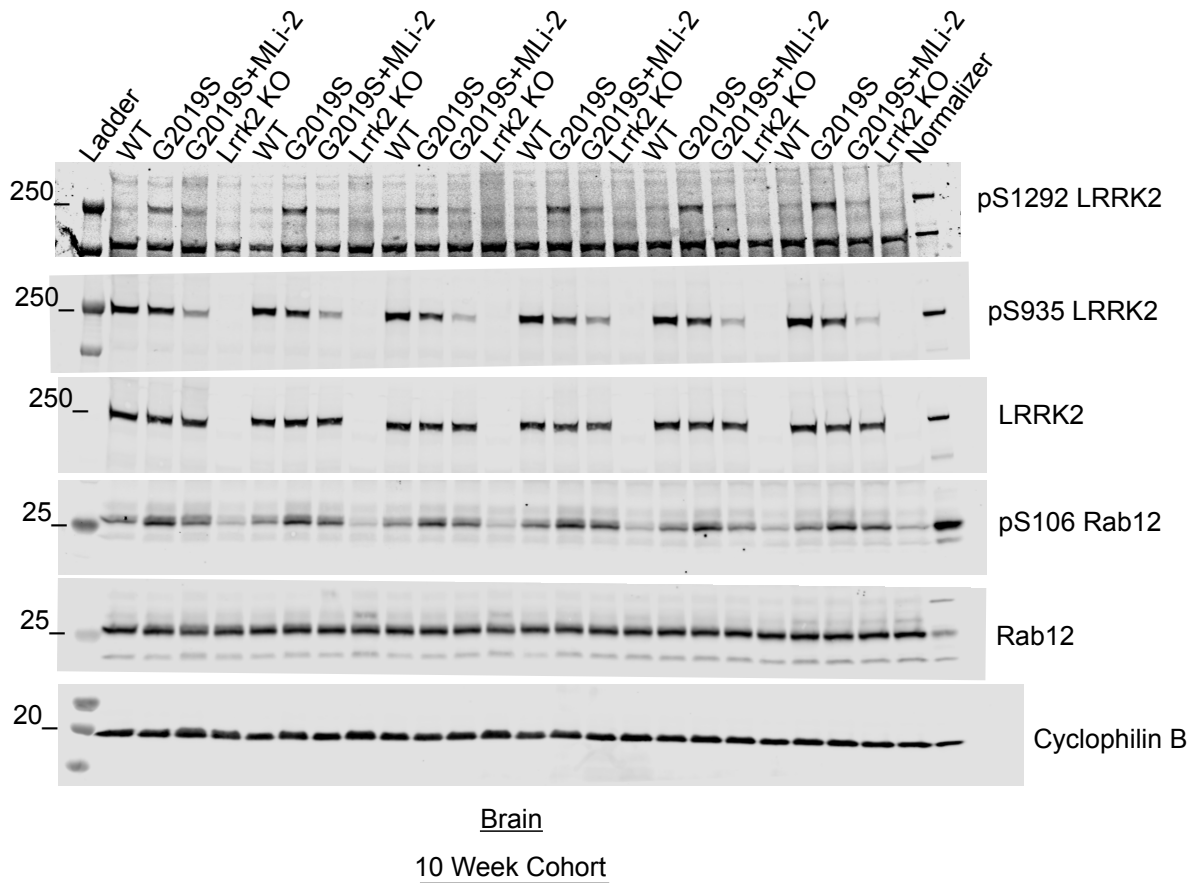 Ladder
WT
G2019S
G2019S+MLi-2
Lrrk2 KO
WT
G2019S
G2019S+MLi-2
Lrrk2 KO
WT
G2019S
G2019S+MLi-2
Lrrk2 KO
WT
G2019S
G2019S+MLi-2
Lrrk2 KO
WT
G2019S
G2019S+MLi-2
Lrrk2 KO
WT
G2019S
G2019S+MLi-2
Lrrk2 KO
Normalizer
250 pS1292 LRRK2
250 pS935 LRRK2
250 LRRK2
25 pS106 Rab12
25 Rab12
20 Cyclophilin B
Brain
10 Week Cohort